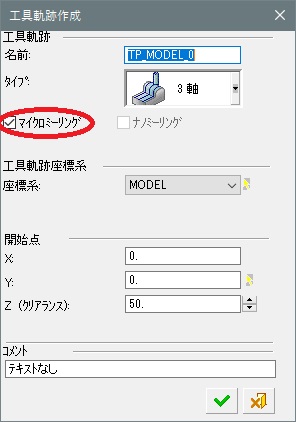 工具軌跡作成
工具軌跡
名前:
TP_MODEL_0
ﾀｲﾌﾟ:
3 軸
ﾏｲｸﾛﾐｰﾘﾝｸﾞ
ﾅﾉﾐｰﾘﾝｸﾞ
工具軌跡座標系
座標系:
MODEL
開始点
X:
0.
Y:
0.
Z (ｸﾘｱﾗﾝｽ):
50.
ｺﾒﾝﾄ
テキストなし